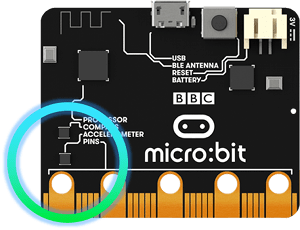 3V
USB
BLE ANTENNA
RESET
BATTERY
PROCESSOR
COMPASS
ACCELEROMETER
PINS
BBC
micro:bit